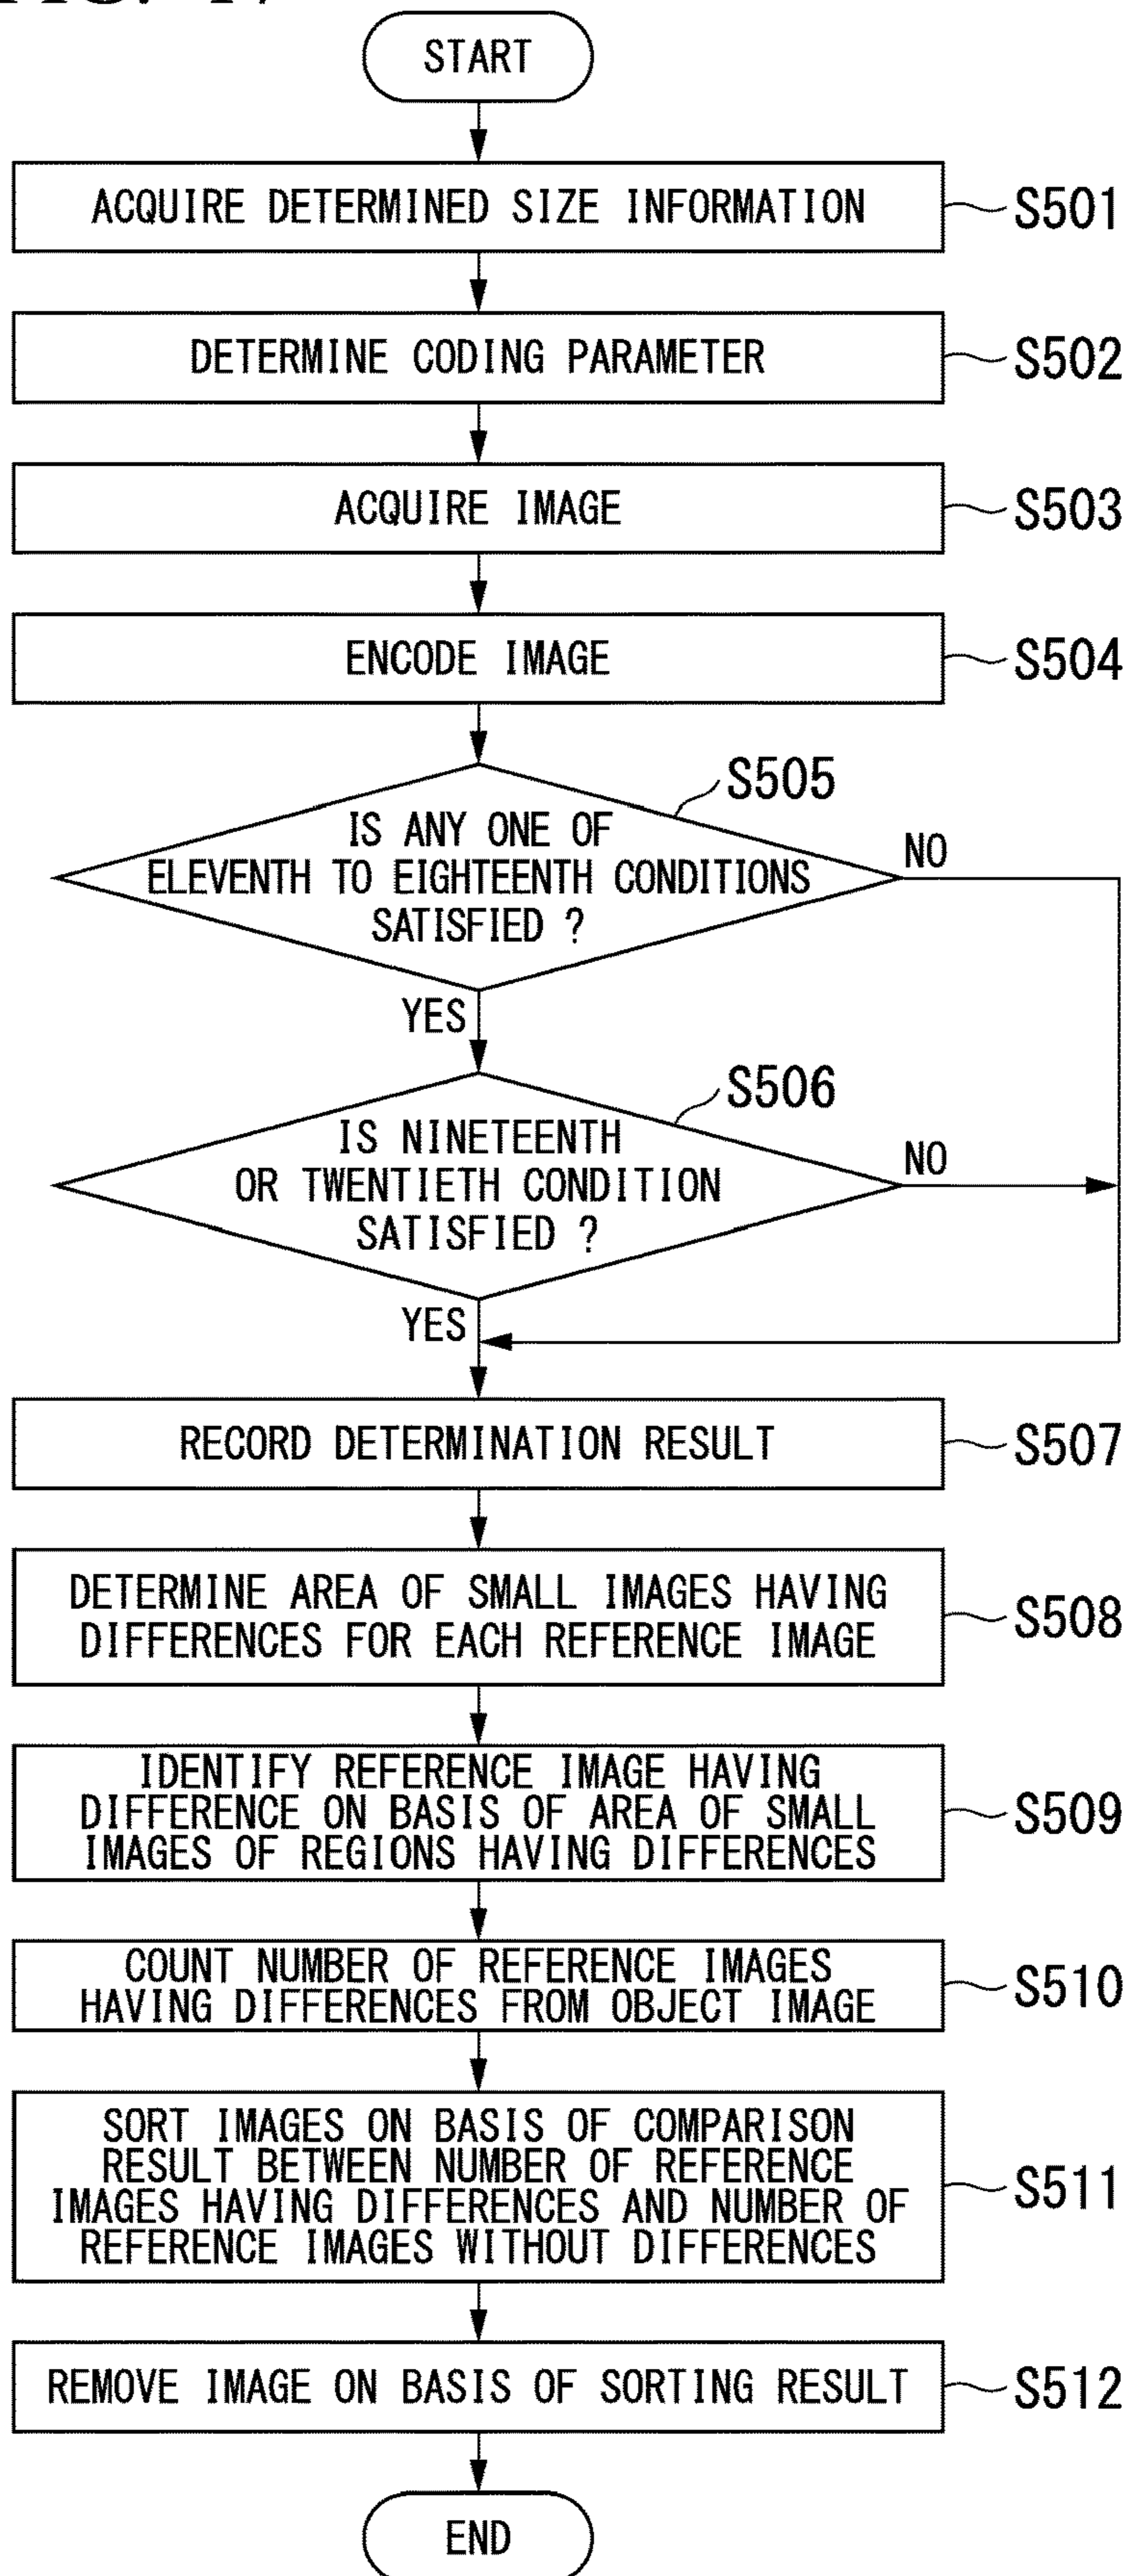 START
ACQUIRE DETERMINED SIZE INFORMATION
S501
DETERMINE CODING PARAMETER
S502
ACQUIRE IMAGE
S503
ENCODE IMAGE
S504
S505
IS ANY ONE OF
ELEVENTH TO EIGHTEENTH CONDITIONS
SATISFIED ?
NO
YES
S506
IS NINETEENTH
OR TWENTIETH CONDITION
SATISFIED ?
NO
YES
RECORD DETERMINATION RESULT
S507
DETERMINE AREA OF SMALL IMAGES HAVING
DIFFERENCES FOR EACH REFERENCE IMAGE
S508
IDENTIFY REFERENCE IMAGE HAVING
DIFFERENCE ON BASIS OF AREA OF SMALL
IMAGES OF REGIONS HAVING DIFFERENCES
S509
COUNT NUMBER OF REFERENCE IMAGES
HAVING DIFFERENCES FROM OBJECT IMAGE
S510
SORT IMAGES ON BASIS OF COMPARISON
RESULT BETWEEN NUMBER OF REFERENCE
IMAGES HAVING DIFFERENCES AND NUMBER OF
REFERENCE IMAGES WITHOUT DIFFERENCES
S511
REMOVE IMAGE ON BASIS OF SORTING RESULT
S512
END